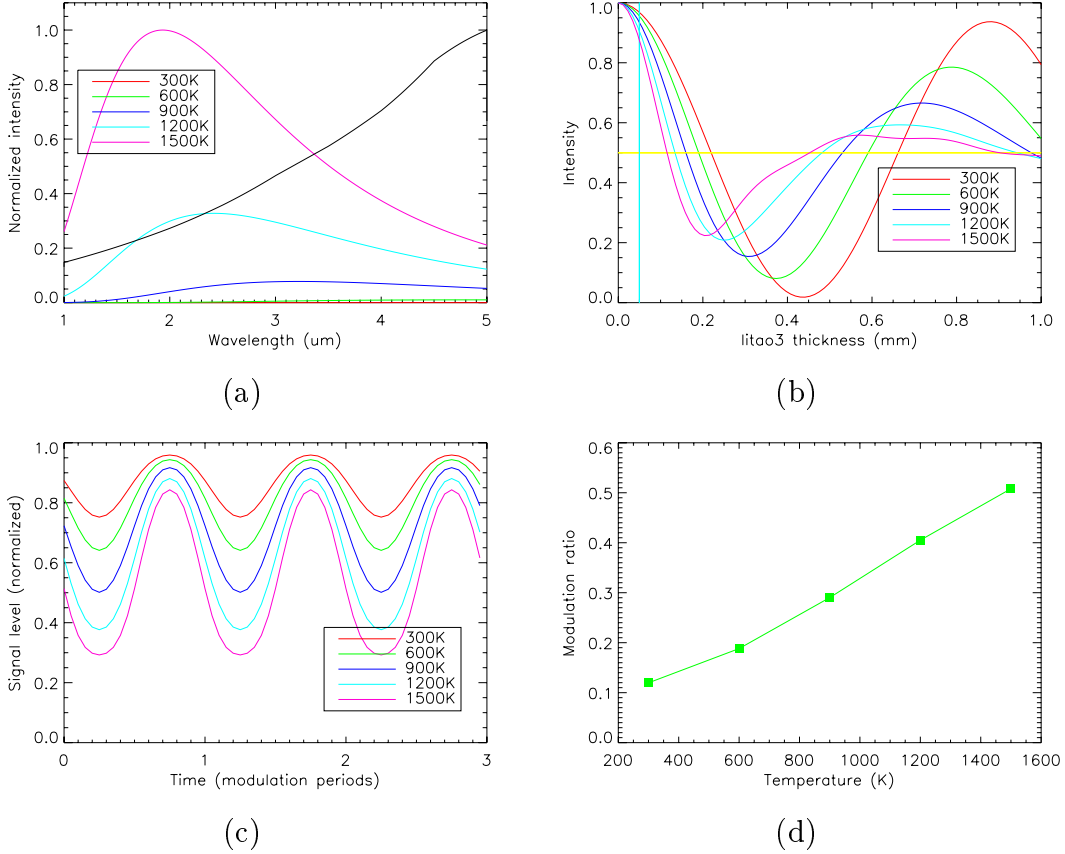 Normalized intensity
1.0
0.8
0.6
0.4
0.2
0.0
300K
600K
900K
1200K
1500K
1 2 3 4 5
Wavelength (um)
(a)
Intensity
1.0
0.8
0.6
0.4
0.2
0.0
300K
600K
900K
1200K
1500K
0.0 0.2 0.4 0.6 0.8 1.0
litao3 thickness (mm)
(b)
Signal level (normalized)
1.0
0.8
0.6
0.4
0.2
0.0
300K
600K
900K
1200K
1500K
0 1 2 3
Time (modulation periods)
(c)
Modulation ratio
0.6
0.5
0.4
0.3
0.2
0.1
0.0
200 400 600 800 1000 1200 1400 1600
Temperature (K)
(d)